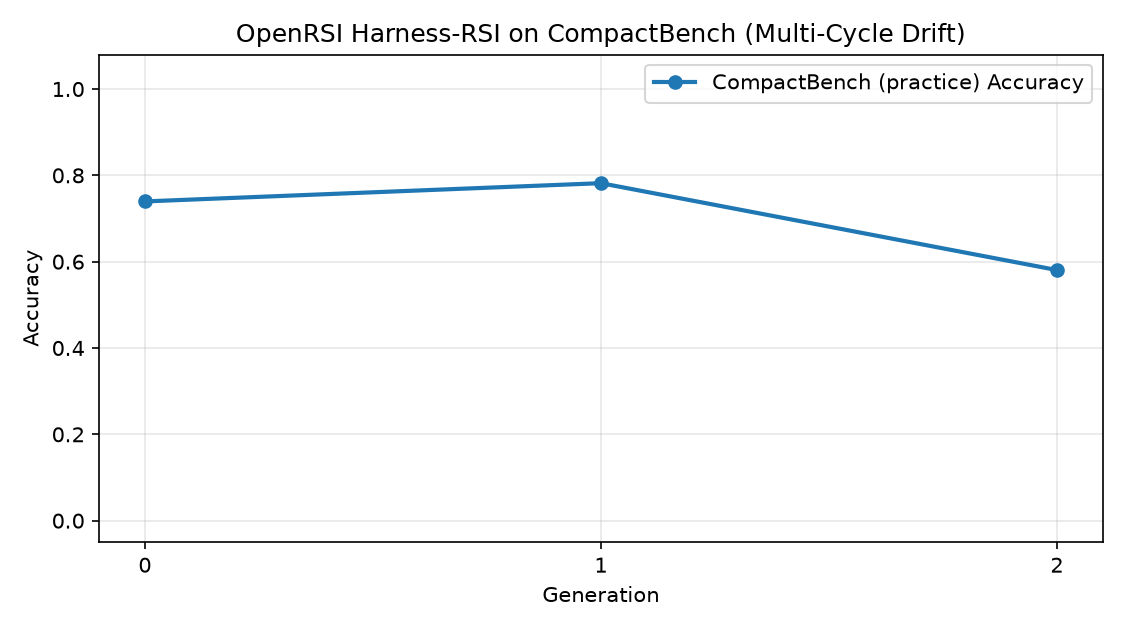 OpenRSI Harness-RSI on CompactBench (Multi-Cycle Drift)
CompactBench (practice) Accuracy
1.0
0.8
0.6
0.4
0.2
0.0
Accuracy
0
1
2
Generation